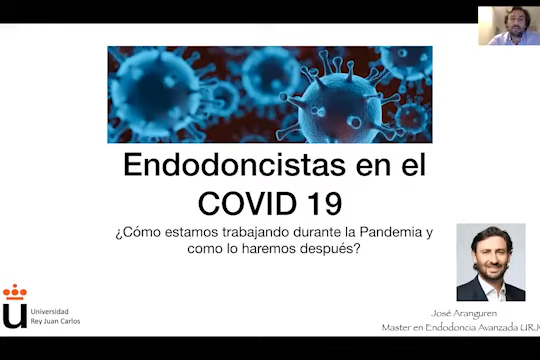 Endodoncistas en el
COVID 19
¿Cómo estamos trabajando durante la Pandemia y
como lo haremos después?
José Aranguren
Master en Endodoncia Avanzada URJ
u
Universidad
Rey Juan Carlos